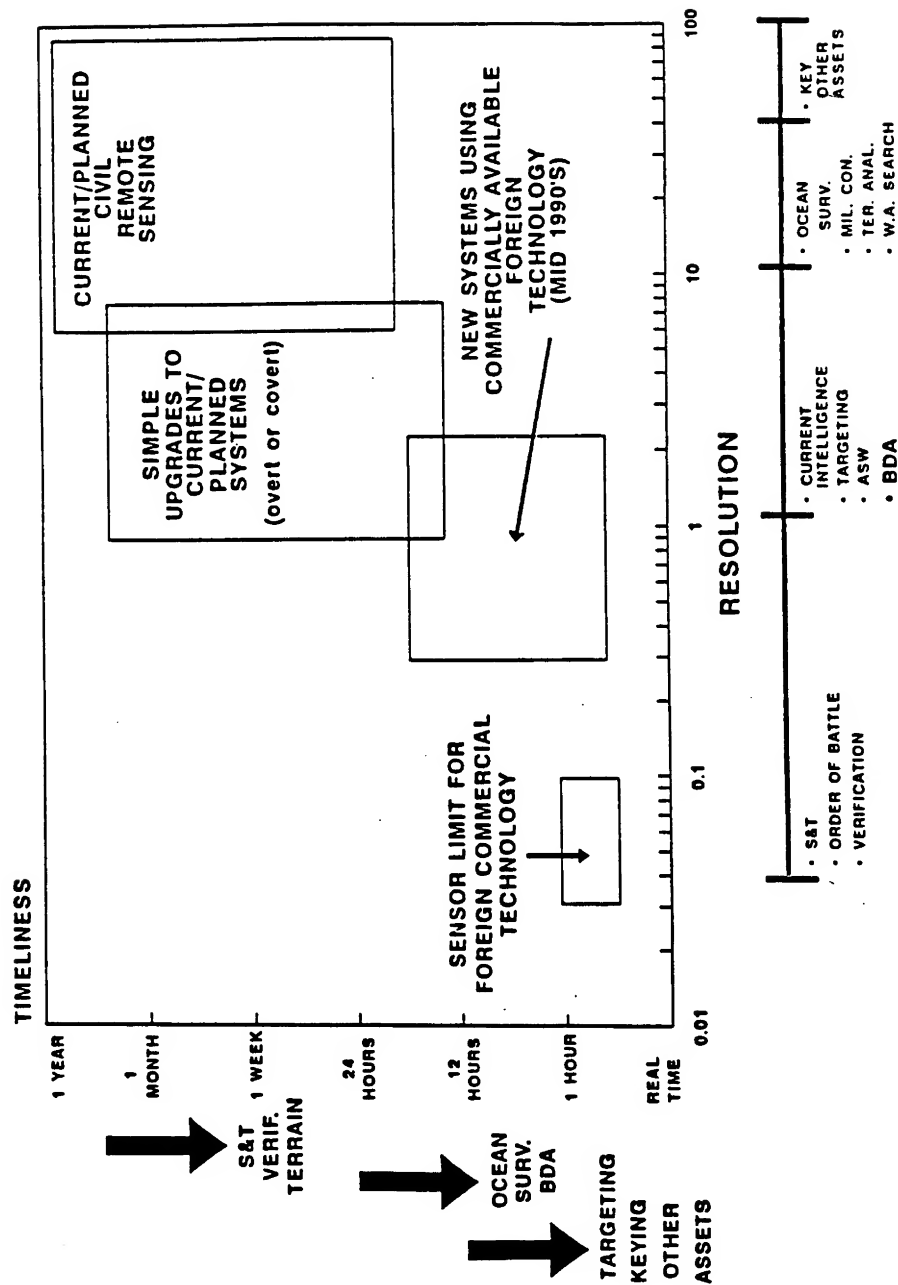 TIMELINESS
1 YEAR
1
MONTH
1 WEEK
24
HOURS
12
HOURS
1 HOUR
REAL
TIME
S&T
VERIF.
TERRAIN
OCEAN
SURV.
BDA
TARGETING
KEYING
OTHER
ASSETS
CURRENT/PLANNED
CIVIL
REMOTE
SENSING
SIMPLE
UPGRADES TO
CURRENT/
PLANNED
SYSTEMS
(overt or covert)
NEW SYSTEMS USING
COMMERCIALLY AVAILABLE
FOREIGN
TECHNOLOGY
(MID 1990'S)
SENSOR LIMIT FOR
FOREIGN COMMERCIAL
TECHNOLOGY
0.01
0.1
1
10
100
RESOLUTION
• S&T
• ORDER OF BATTLE
• VERIFICATION
• CURRENT
INTELLIGENCE
• TARGETING
• ASW
• BDA
• OCEAN
SURV.
• MIL. CON.
• TER. ANAL.
• W.A. SEARCH
• KEY
OTHER
ASSETS